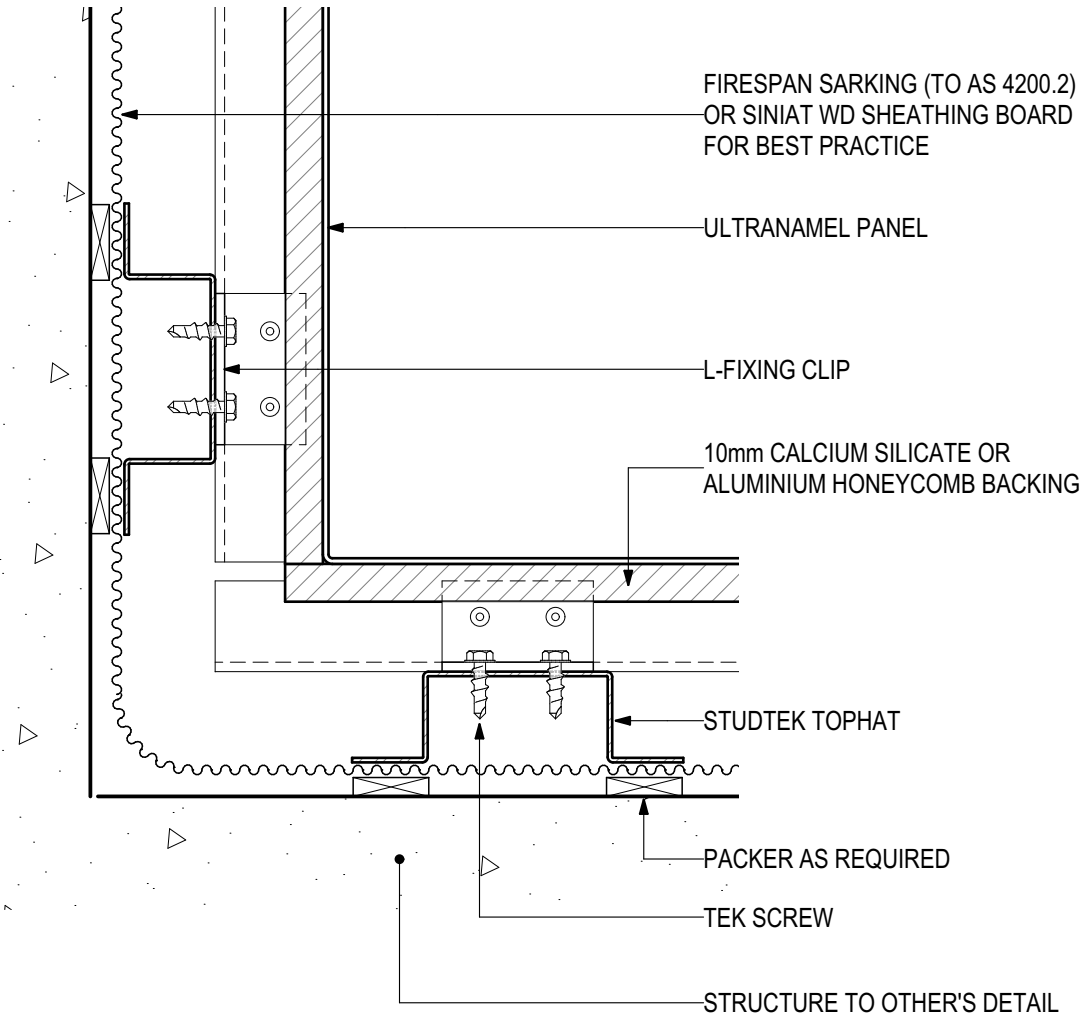 FIRESPAN SARKING (TO AS 4200.2)
OR SINIAT WD SHEATHING BOARD
FOR BEST PRACTICE
ULTRANAMEL PANEL
L-FIXING CLIP
10mm CALCIUM SILICATE OR
ALUMINIUM HONEYCOMB BACKING
STUDTEK TOPHAT
PACKER AS REQUIRED
TEK SCREW
STRUCTURE TO OTHER'S DETAIL